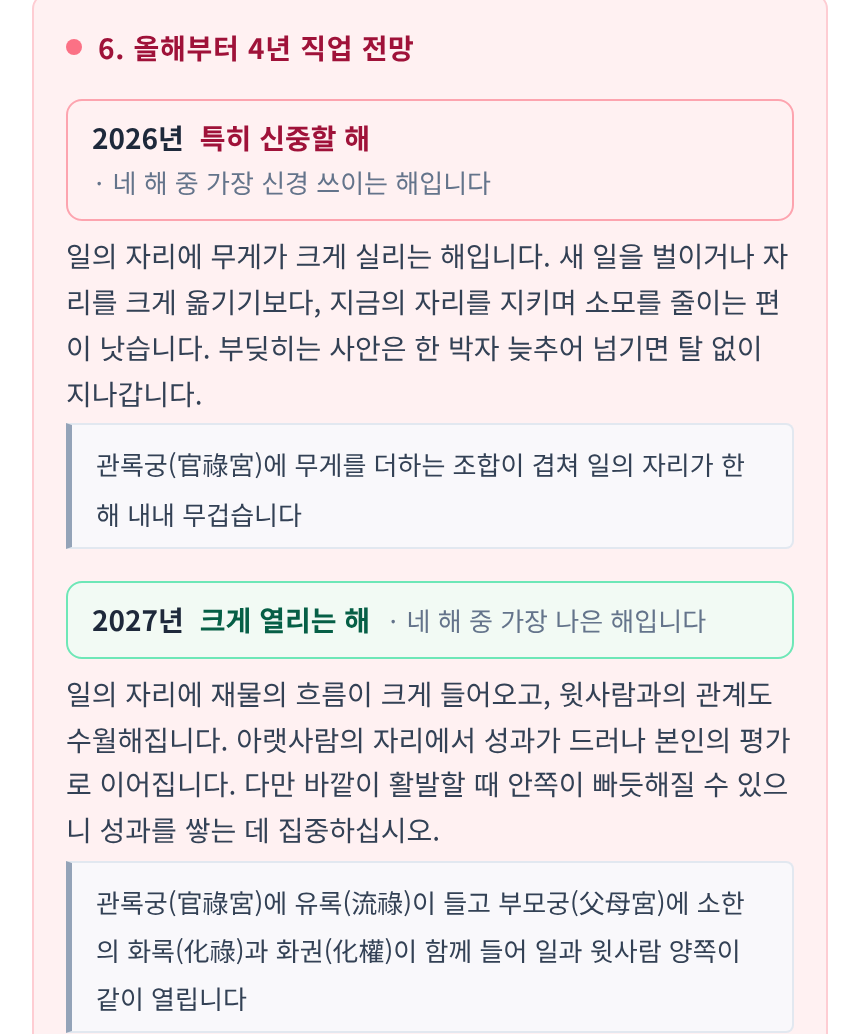 6. 올해부터 4년 직업 전망
2026년 특히 신중할 해
· 네 해 중 가장 신경 쓰이는 해입니다
일의 자리에 무게가 크게 실리는 해입니다. 새 일을 벌이거나 자
리를 크게 옮기기보다, 지금의 자리를 지키며 소모를 줄이는 편
이 낫습니다. 부딪히는 사안은 한 박자 늦추어 넘기면 탈 없이
지나갑니다.
관록궁(官祿宮)에 무게를 더하는 조합이 겹쳐 일의 자리가 한
해 내내 무겁습니다
2027년 크게 열리는 해 · 네 해 중 가장 나은 해입니다
일의 자리에 재물의 흐름이 크게 들어오고, 윗사람과의 관계도
수월해집니다. 아랫사람의 자리에서 성과가 드러나 본인의 평가
로 이어집니다. 다만 바깥이 활발할 때 안쪽이 빠듯해질 수 있으
니 성과를 쌓는 데 집중하십시오.
관록궁(官祿宮)에 유록(流祿)이 들고 부모궁(父母宮)에 소한
의 화록(化祿)과 화권(化權)이 함께 들어 일과 윗사람 양쪽이
같이 열립니다